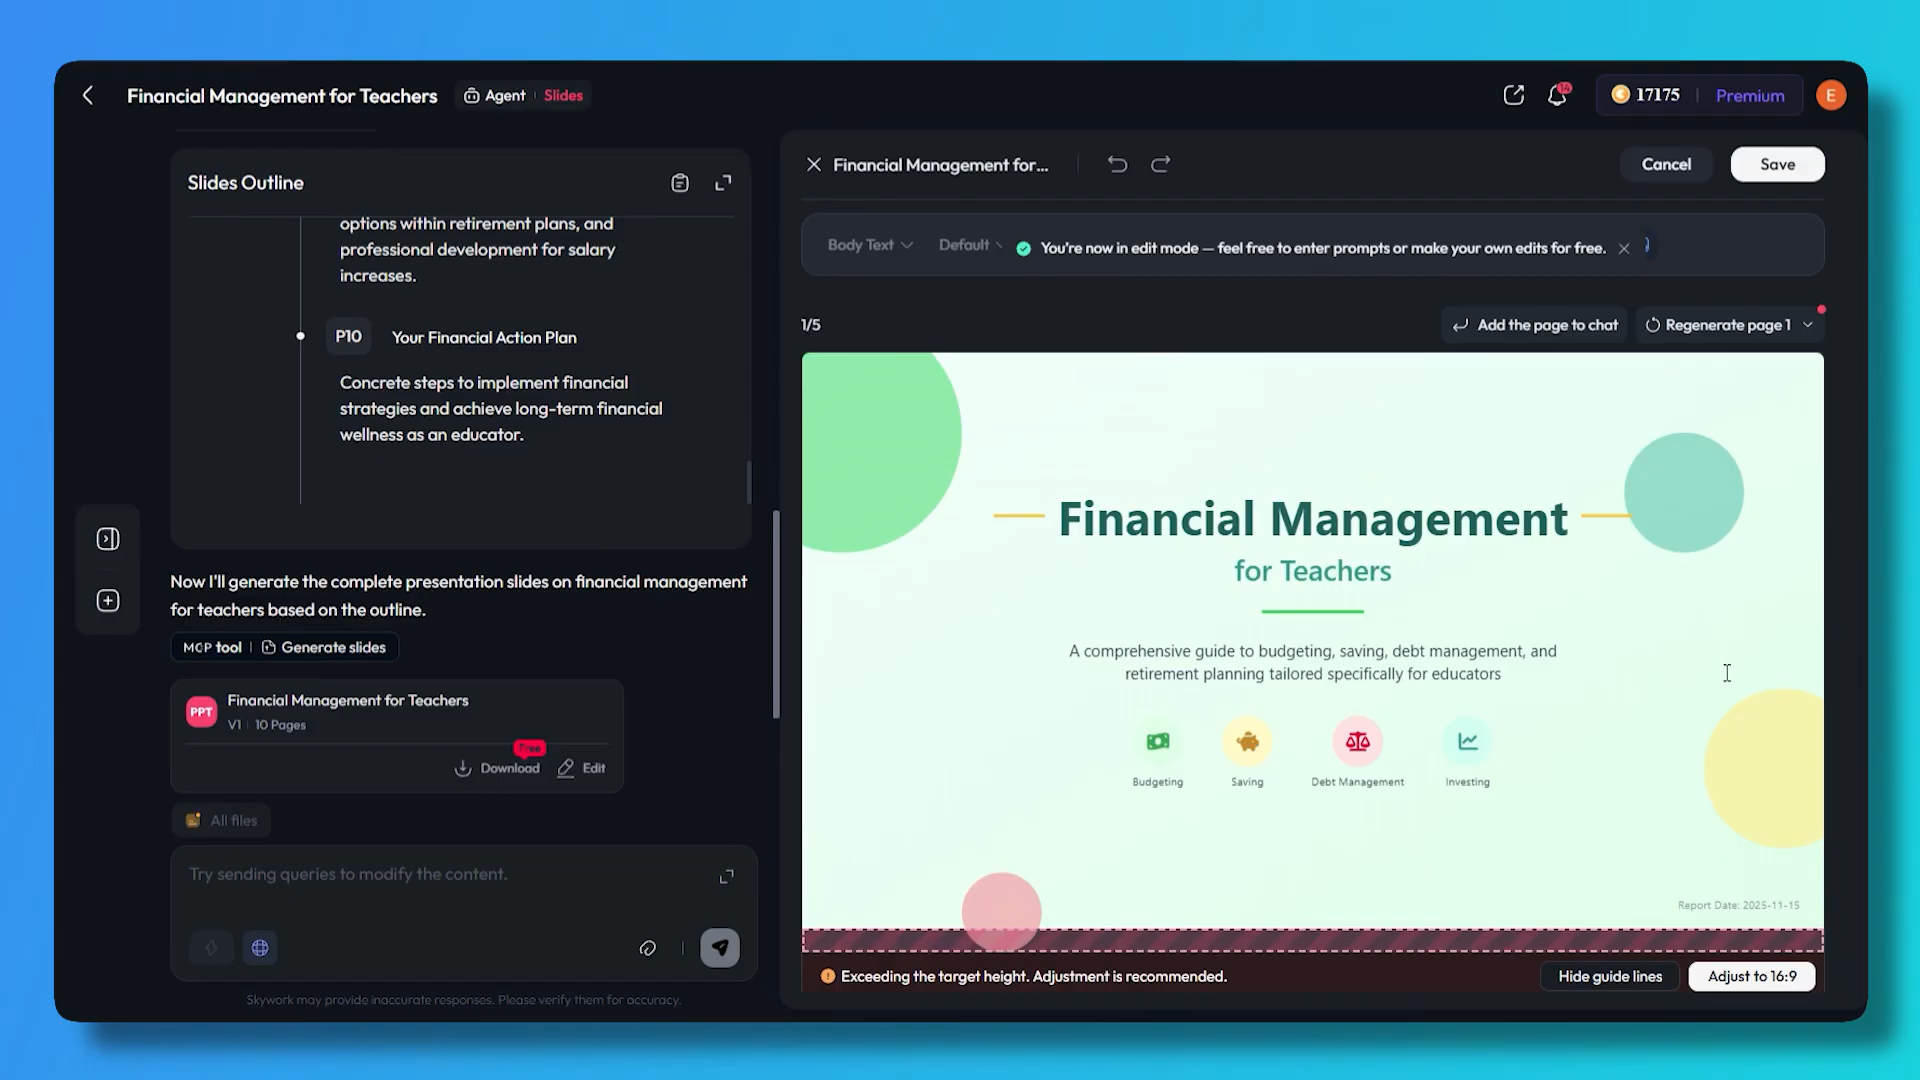 Financial Management for Teachers
Agent
Slides
14
17175
Premium
E
Slides Outline
options within retirement plans, and
professional development for salary
increases.
P10
Your Financial Action Plan
Concrete steps to implement financial
strategies and achieve long-term financial
wellness as an educator.
Now I'll generate the complete presentation slides on financial management
for teachers based on the outline.
MCP tool
Generate slides
PPT
Financial Management for Teachers
V1
10 Pages
Free
Download
Edit
All files
Try sending queries to modify the content.
Skywork may provide inaccurate responses. Please verify them for accuracy.
Financial Management for...
Cancel
Save
Body Text
Default
You're now in edit mode — feel free to enter prompts or make your own edits for free.
1/5
Add the page to chat
Regenerate page 1
Financial Management
for Teachers
A comprehensive guide to budgeting, saving, debt management, and
retirement planning tailored specifically for educators
Budgeting
Saving
Debt Management
Investing
Report Date: 2025-11-15
Exceeding the target height. Adjustment is recommended.
Hide guide lines
Adjust to 16:9